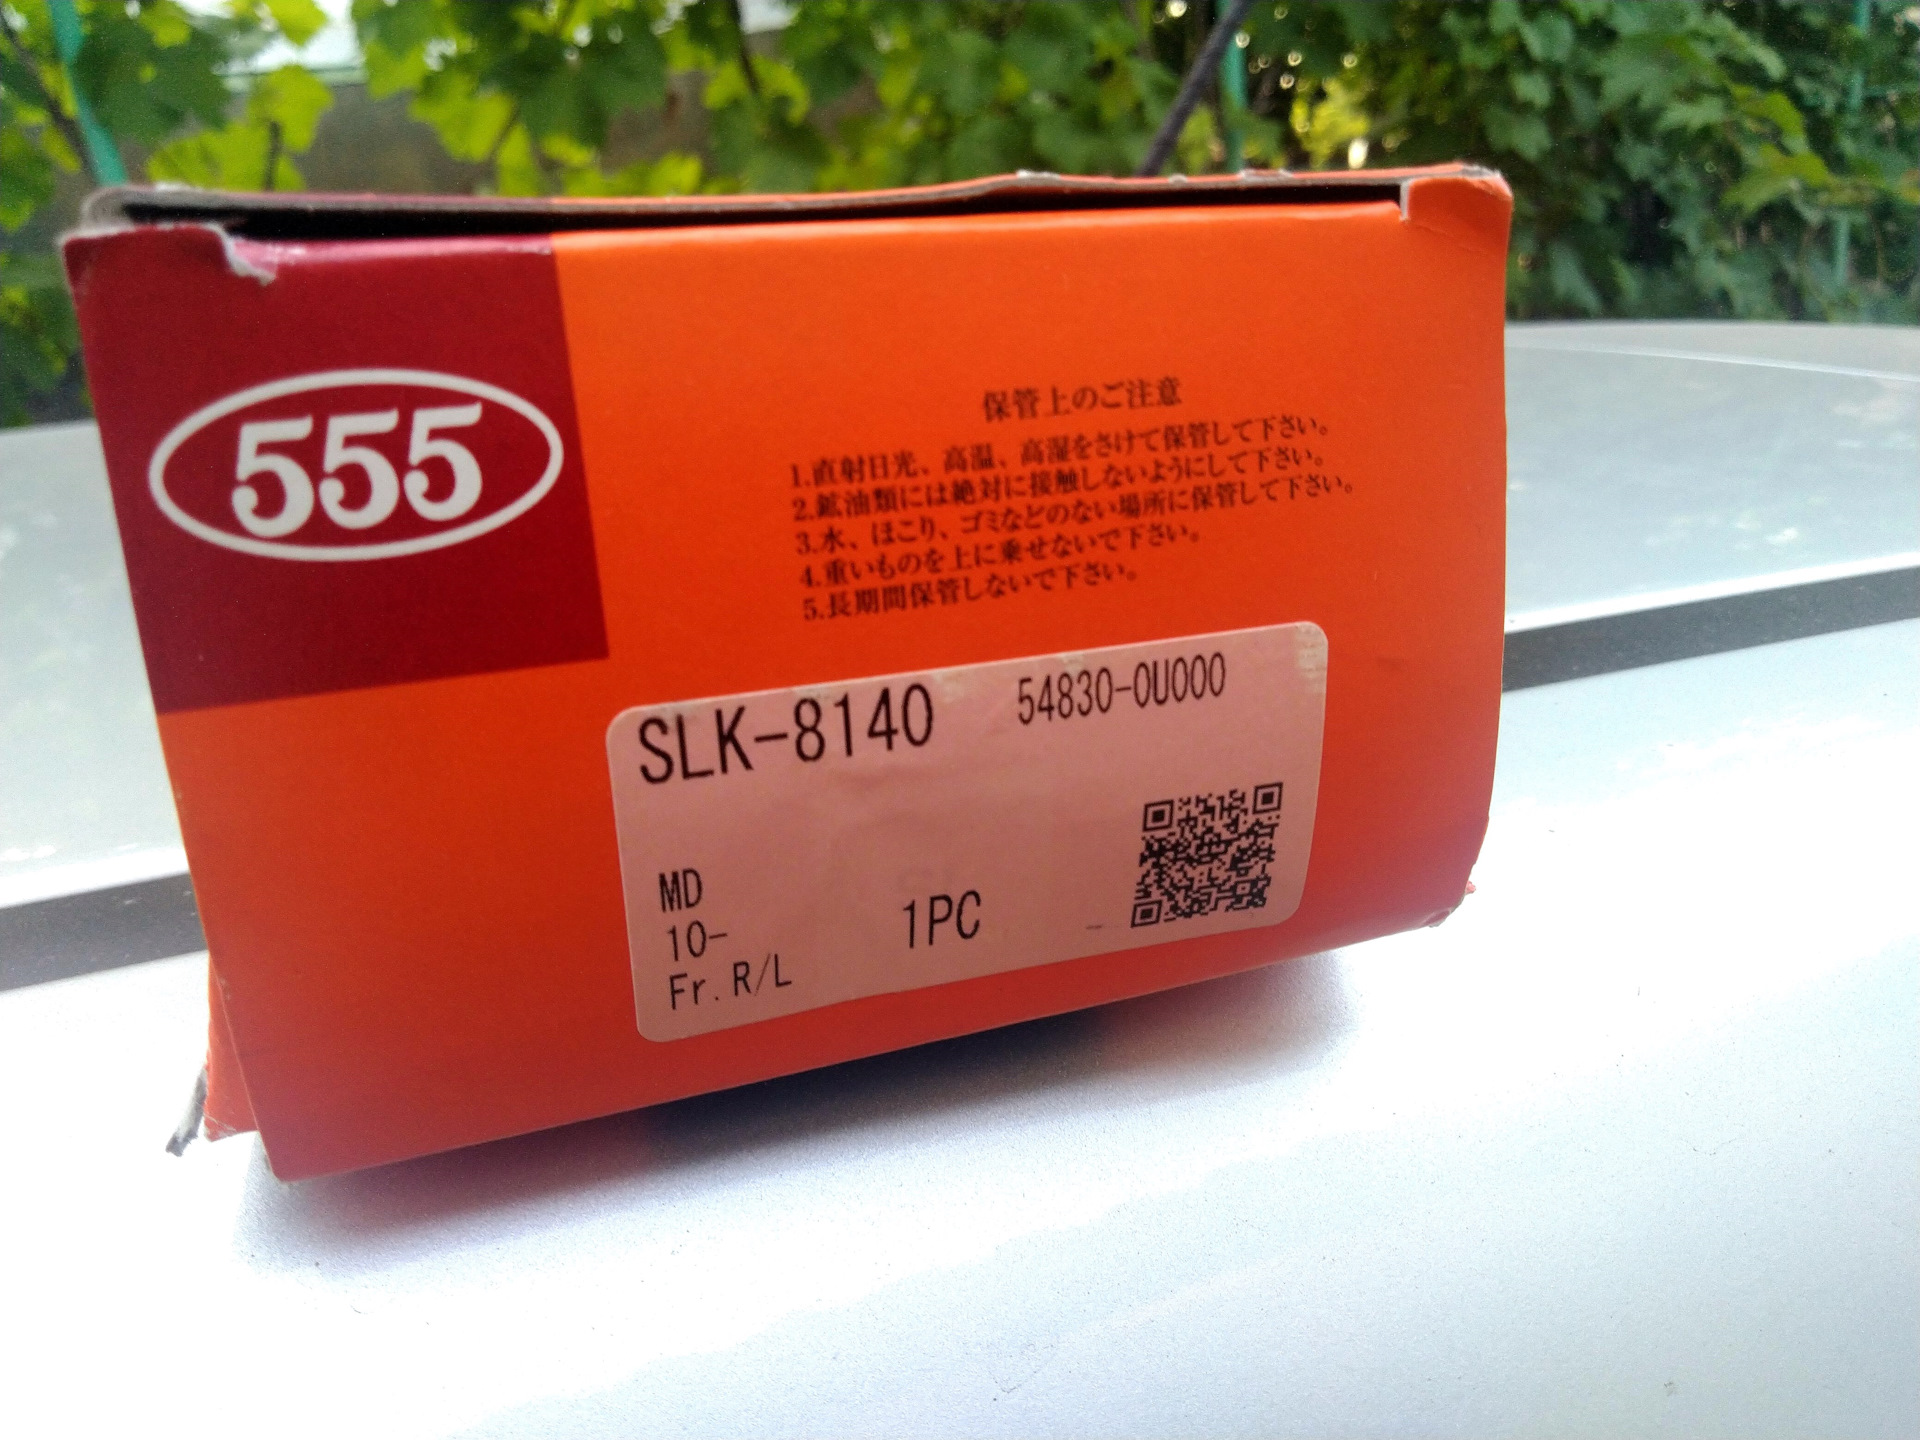 555
保管上のご注意
1.直射日光、高温、高湿をさけて保管して下さい。
2.鉱油類には絶対に接触しないようにして下さい。
3.水、ほこり、ゴミなどのない場所に保管して下さい。
4.重いものを上に乗せないで下さい。
5.長期間保管しないで下さい。
SLK-8140 54830-0U000
MD
10-
1PC
Fr. R/L